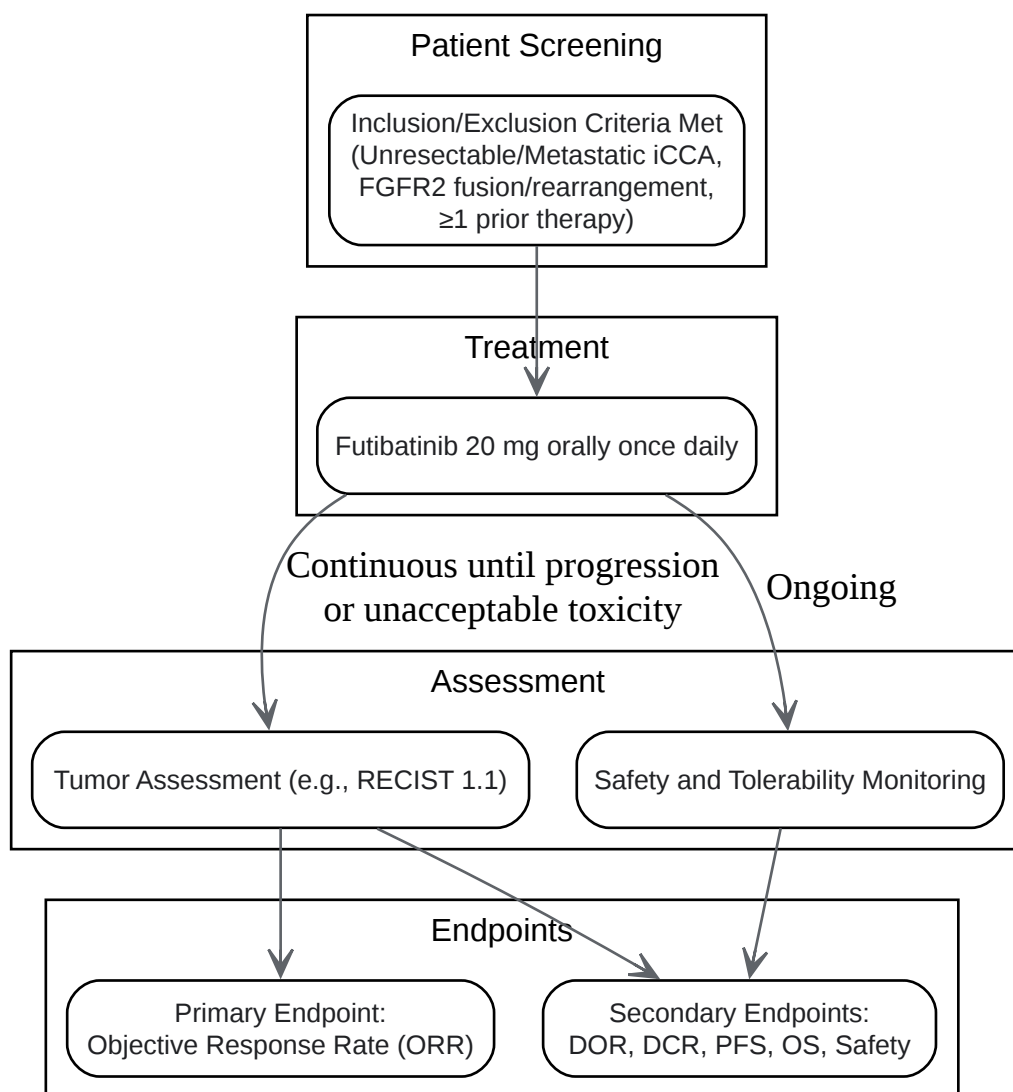 Patient Screening
Inclusion/Exclusion Criteria Met
(Unresectable/Metastatic iCCA,
FGFR2 fusion/rearrangement,
≥1 prior therapy)
Treatment
Futibatinib 20 mg orally once daily
Continuous until progression
or unacceptable toxicity
Ongoing
Assessment
Tumor Assessment (e.g., RECIST 1.1)
Safety and Tolerability Monitoring
Endpoints
Primary Endpoint:
Objective Response Rate (ORR)
Secondary Endpoints:
DOR, DCR, PFS, OS, Safety